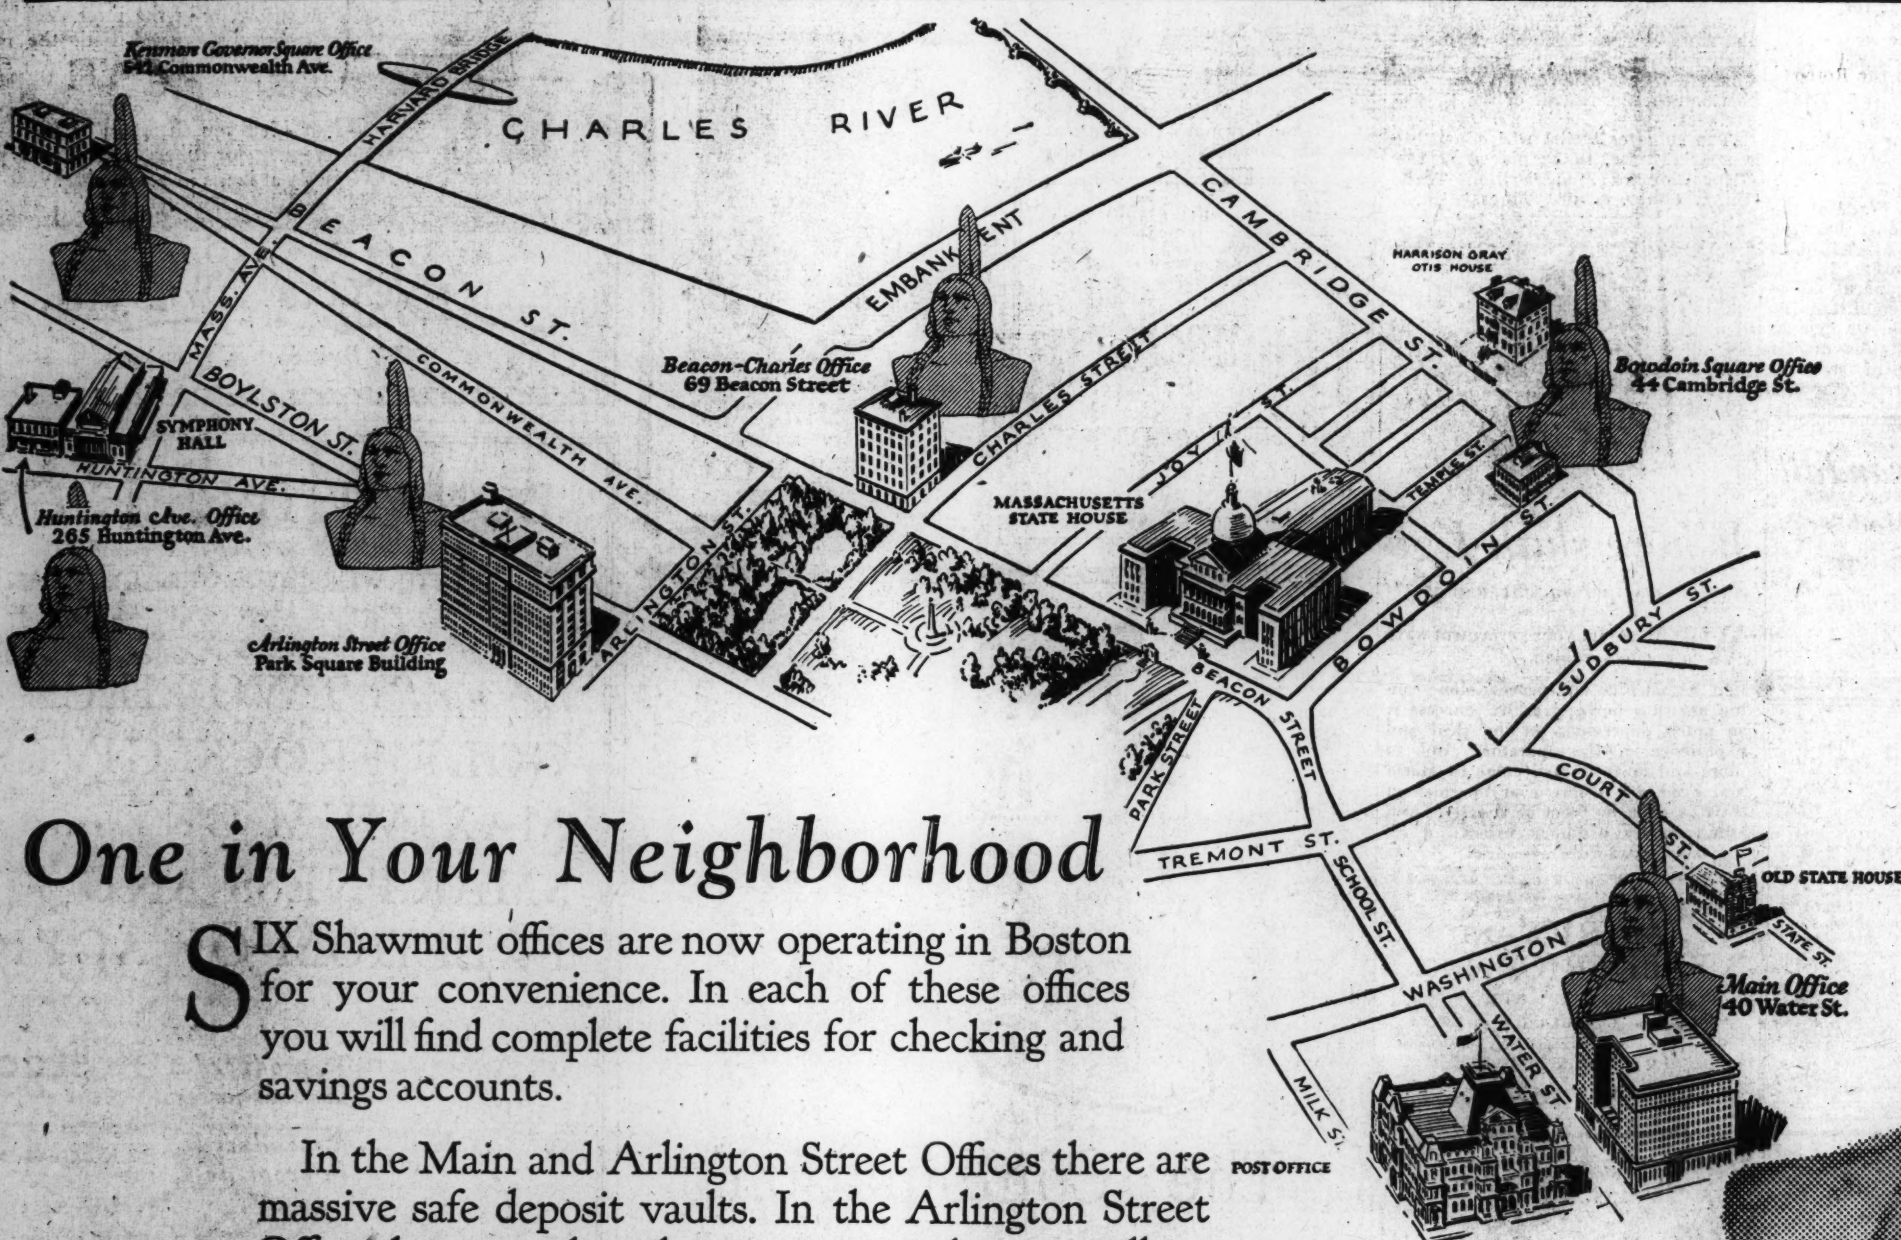 Kenmore Governor Square Office
542 Commonwealth Ave.
HARVARD BRIDGE
CHARLES RIVER
BEACON ST.
MASS. AVE.
EMBANKMENT
CAMBRIDGE ST.
HARRISON GRAY
OTIS HOUSE
Bowdoin Square Office
44 Cambridge St.
Beacon-Charles Office
69 Beacon Street
CHARLES STREET
COMMONWEALTH AVE.
BOYLSTON ST.
SYMPHONY
HALL
HUNTINGTON AVE.
Huntington Ave. Office
265 Huntington Ave.
JOY ST.
TEMPLE ST.
MASSACHUSETTS
STATE HOUSE
ARLINGTON ST.
BOWDOIN ST.
Arlington Street Office
Park Square Building
SUDBURY ST.
BEACON STREET
PARK STREET
COURT ST.
TREMONT ST.
SCHOOL ST.
OLD STATE HOUSE
STATE ST.
WASHINGTON
Main Office
40 Water St.
WATER ST
MILK ST.
POST OFFICE
One in Your Neighborhood
SIX Shawmut offices are now operating in Boston
for your convenience. In each of these offices
you will find complete facilities for checking and
savings accounts.
In the Main and Arlington Street Offices there are
massive safe deposit vaults. In the Arlington Street